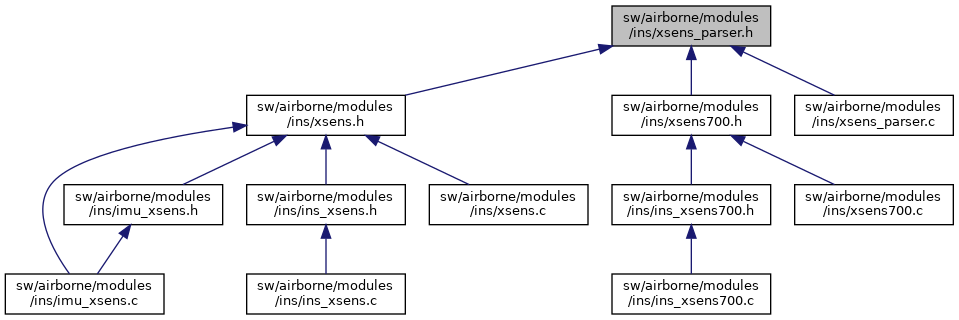 sw/airborne/modules
/ins/xsens_parser.h
sw/airborne/modules
/ins/xsens.h
sw/airborne/modules
/ins/xsens700.h
sw/airborne/modules
/ins/xsens_parser.c
sw/airborne/modules
/ins/imu_xsens.h
sw/airborne/modules
/ins/ins_xsens.h
sw/airborne/modules
/ins/xsens.c
sw/airborne/modules
/ins/ins_xsens700.h
sw/airborne/modules
/ins/xsens700.c
sw/airborne/modules
/ins/imu_xsens.c
sw/airborne/modules
/ins/ins_xsens.c
sw/airborne/modules
/ins/ins_xsens700.c